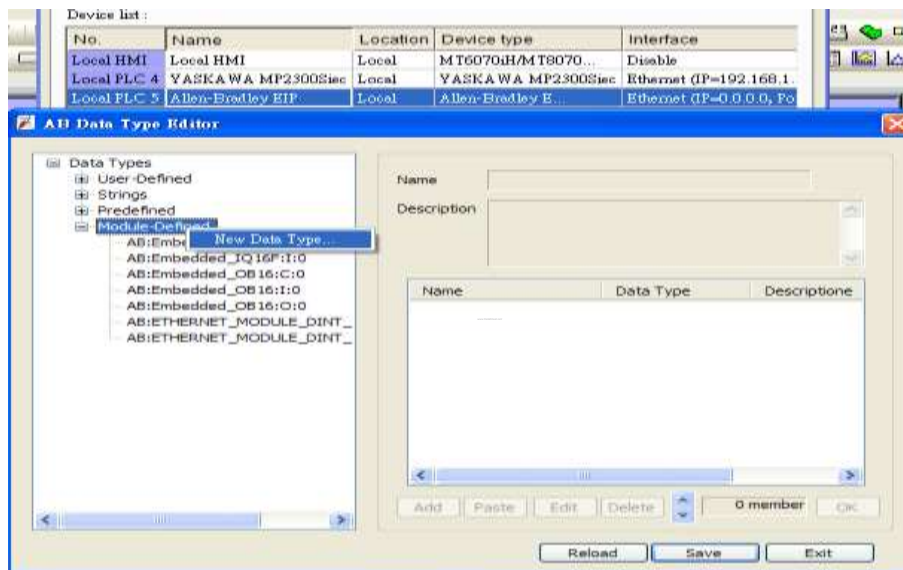 Device list :
No. Name Location Device type Interface
Local HMI Local HMI Local MT6070iH/MT8070... Disable
Local PLC 4 YASKAWA MP2300Siec Local YASKAWA MP2300Siec Ethernet (IP=192.168.1.
Local PLC 5 Allen-Bradley EIP Local Allen-Bradley E... Ethernet (IP=0.0.0.0, Po
AB Data Type Editor
Data Types
User-Defined
Strings
Predefined
Module-Defined
New Data Type...
AB:Embe
AB:Embedded_IQ16F:I:0
AB:Embedded_OB16:C:0
AB:Embedded_OB16:I:0
AB:Embedded_OB16:O:0
AB:ETHERNET_MODULE_DINT_
AB:ETHERNET_MODULE_DINT_
Name
Description
Name Data Type Descriptione
Add Paste Edit Delete 0 member OK
Reload Save Exit